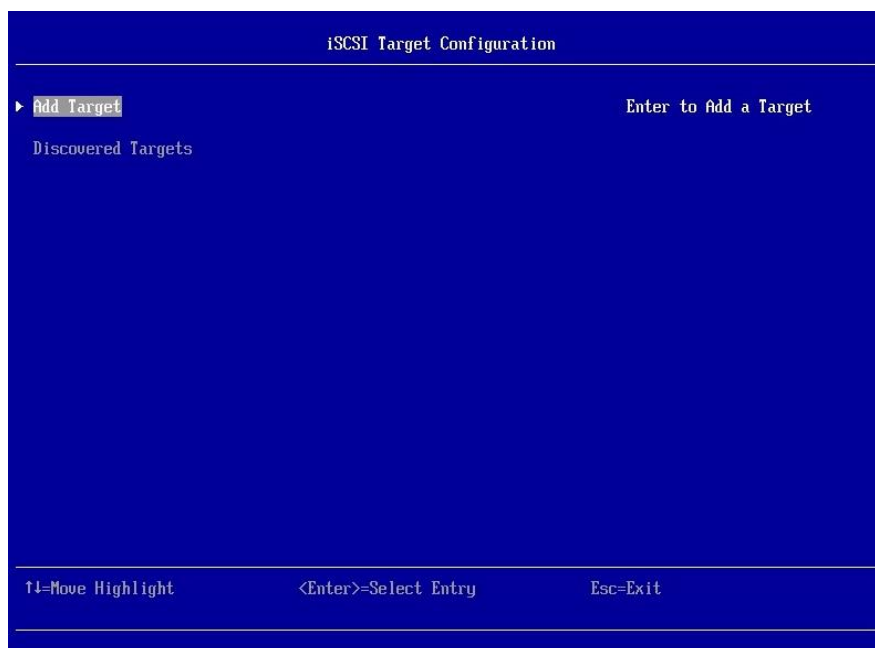 iSCSI Target Configuration
▶ Add Target Enter to Add a Target
Discovered Targets
↑↓=Move Highlight <Enter>=Select Entry Esc=Exit